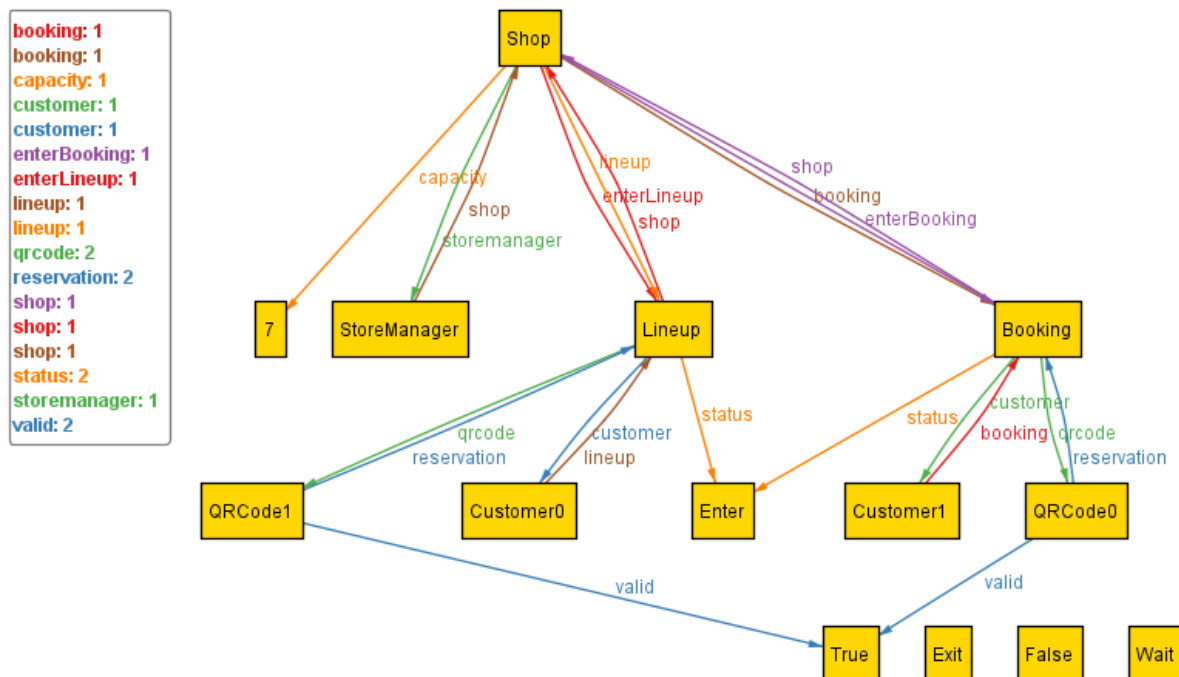 booking: 1
booking: 1
capacity: 1
customer: 1
customer: 1
enterBooking: 1
enterLineup: 1
lineup: 1
lineup: 1
qrcode: 2
reservation: 2
shop: 1
shop: 1
shop: 1
status: 2
storemanager: 1
valid: 2
Shop
capacity
shop
storemanager
lineup
enterLineup
shop
shop
booking
enterBooking
7
StoreManager
Lineup
Booking
qrcode
reservation
customer
lineup
status
status
customer
booking
qrcode
reservation
QRCode1
Customer0
Enter
Customer1
QRCode0
valid
valid
True
Exit
False
Wait